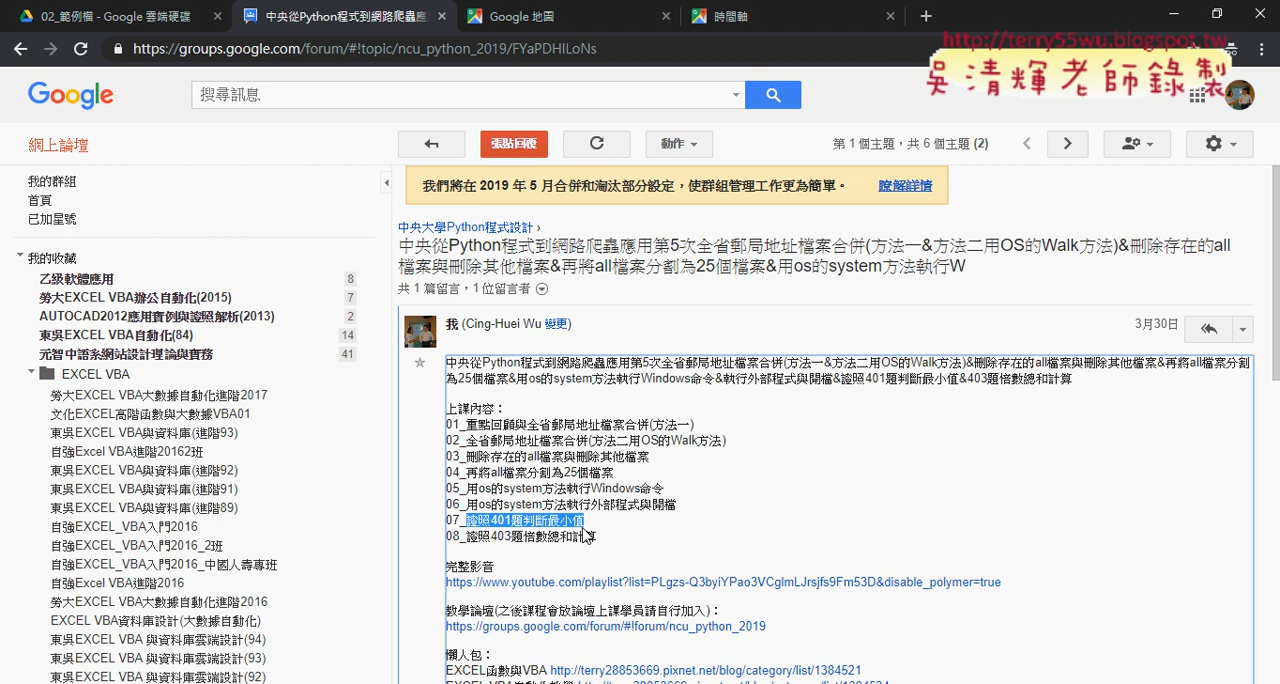 02_範例檔 - Google 雲端硬碟
中央從Python程式到網路爬蟲應
Google 地圖
時間軸
https://groups.google.com/forum/#!topic/ncu_python_2019/FYaPDHILoNs
http://terry55wu.blogspot.tw
吳清輝老師錄製
Google
搜尋訊息
網上論壇
張貼回覆
動作
第 1 個主題，共 6 個主題 (2)
我的群組
首頁
已加星號
我的收藏
乙級軟體應用 8
勞大EXCEL VBA辦公自動化(2015) 7
AUTOCAD2012應用實例與證照解析(2013) 2
東吳EXCEL VBA自動化(84) 14
元智中語系網站設計理論與實務 41
EXCEL VBA
勞大EXCEL VBA大數據自動化進階2017
文化EXCEL高階函數與大數據VBA01
東吳EXCEL VBA與資料庫(進階93)
自強Excel VBA進階20162班
東吳EXCEL VBA與資料庫(進階92)
東吳EXCEL VBA與資料庫(進階91)
東吳EXCEL VBA與資料庫(進階89)
自強EXCEL_VBA入門2016
自強EXCEL_VBA入門2016_2班
自強EXCEL_VBA入門2016_中國人壽專班
自強Excel VBA進階2016
勞大EXCEL VBA大數據自動化進階2016
EXCEL VBA資料庫設計(大數據自動化)
東吳EXCEL VBA 與資料庫雲端設計(94)
東吳EXCEL VBA 與資料庫雲端設計(93)
東吳EXCEL VBA 與資料庫雲端設計(92)
我們將在 2019 年 5 月合併和淘汰部分設定，使群組管理工作更為簡單。 瞭解詳情
中央大學Python程式設計 ›
中央從Python程式到網路爬蟲應用第5次全省郵局地址檔案合併(方法一&方法二用OS的Walk方法)&刪除存在的all
檔案與刪除其他檔案&再將all檔案分割為25個檔案&用os的system方法執行W
共 1 篇留言，1 位留言者
我 (Cing-Huei Wu 變更)
3月30日
中央從Python程式到網路爬蟲應用第5次全省郵局地址檔案合併(方法一&方法二用OS的Walk方法)&刪除存在的all檔案與刪除其他檔案&再將all檔案分割
為25個檔案&用os的system方法執行Windows命令&執行外部程式與開檔&證照401題判斷最小值&403題倍數總和計算
上課內容：
01_重點回顧與全省郵局地址檔案合併(方法一)
02_全省郵局地址檔案合併(方法二用OS的Walk方法)
03_刪除存在的all檔案與刪除其他檔案
04_再將all檔案分割為25個檔案
05_用os的system方法執行Windows命令
06_用os的system方法執行外部程式與開檔
07_證照401題判斷最小值
08_證照403題倍數總和計算
完整影音
https://www.youtube.com/playlist?list=PLgzs-Q3byiYPao3VCglmLJrsjfs9Fm53D&disable_polymer=true
教學論壇(之後課程會放論壇上課學員請自行加入)：
https://groups.google.com/forum/#!forum/ncu_python_2019
懶人包：
EXCEL函數與VBA http://terry28853669.pixnet.net/blog/category/list/1384521